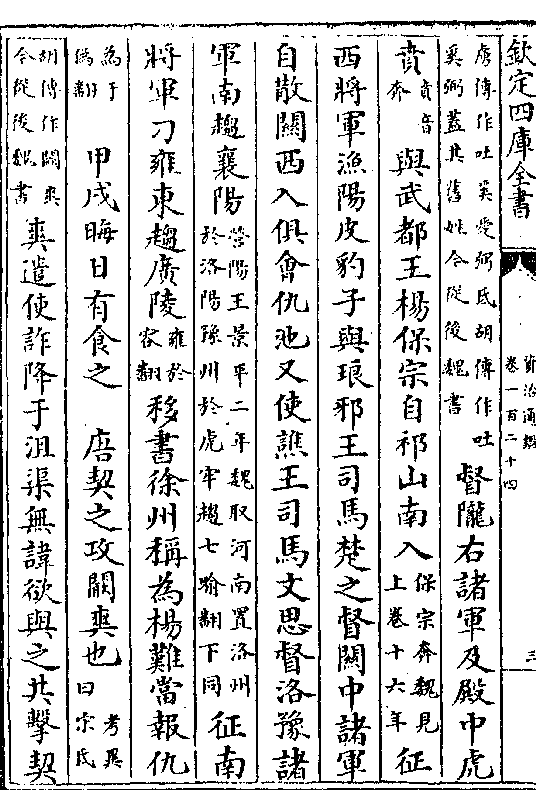 欽定四庫全書
資治通鑑
卷一百二十四
三
虜傳作吐奚愛弼氐胡傳作吐
奚弼蓋其舊姓今從後魏書
督隴右諸軍及殿中虎
賁
賁音
奔
與武都王楊保宗自祁山南入
保宗奔魏見
上卷十六年
征
西將軍漁陽皮豹子與琅邪王司馬楚之督關中諸軍
自散關西入俱會仇池又使譙王司馬文思督洛豫諸
軍南趨襄陽
營陽王景平二年魏取河南置洛州
於洛陽豫州於虎牢趨七喻翻下同
征南
將軍刁雍東趨廣陵
雍於
容翻
移書徐州稱為楊難當報仇
為于
偽翻
甲戌晦日有食之 唐契之攻闞爽也
考異
曰宋氐
胡傳作闞爽
今從後魏書
爽遣使詐降于沮渠無諱欲與之共擊契